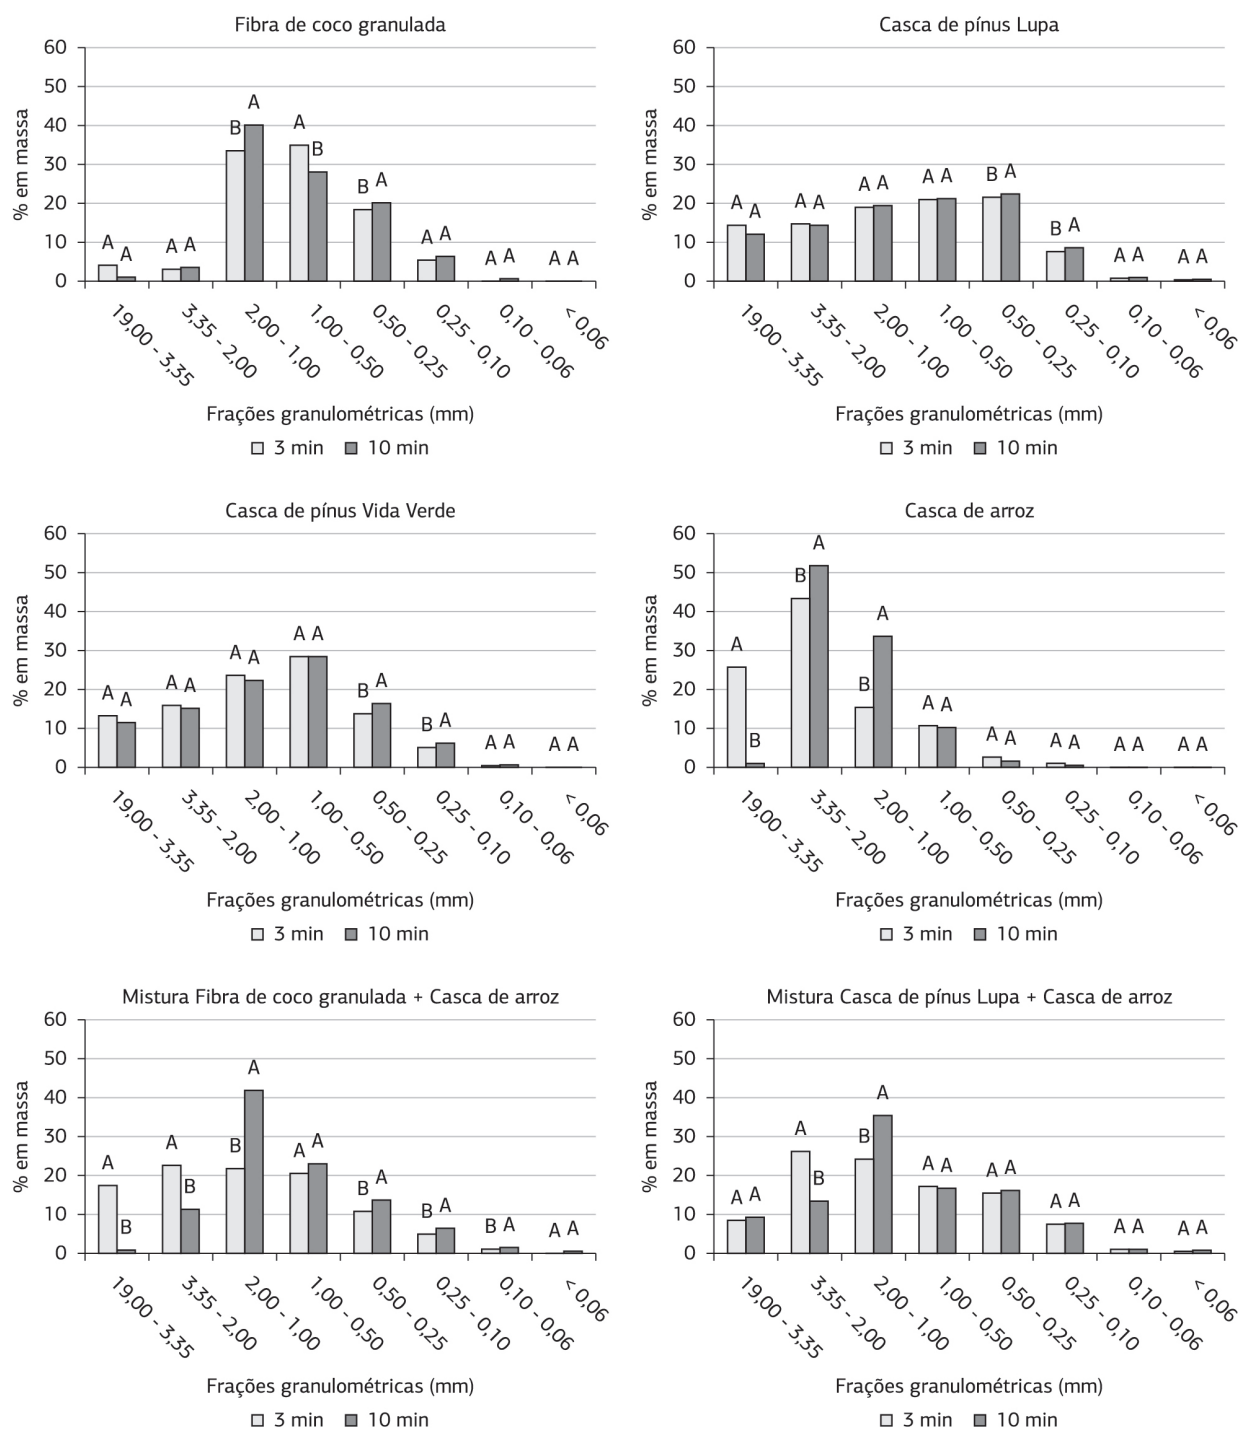 Fibra de coco granulada
60
50
40
30
20
10
0
% em massa
A A
A A
B A
A B
B A
A A
A A
A A
19,00 - 3,35
3,35 - 2,00
2,00 - 1,00
1,00 - 0,50
0,50 - 0,25
0,25 - 0,10
0,10 - 0,06
< 0,06
Frações granulométricas (mm)
3 min 10 min
Casca de pínus Lupa
60
50
40
30
20
10
0
% em massa
A A
A A
A A
A A
B A
B A
A A
A A
19,00 - 3,35
3,35 - 2,00
2,00 - 1,00
1,00 - 0,50
0,50 - 0,25
0,25 - 0,10
0,10 - 0,06
< 0,06
Frações granulométricas (mm)
3 min 10 min
Casca de pínus Vida Verde
60
50
40
30
20
10
0
% em massa
A A
A A
A A
A A
B A
B A
A A
A A
19,00 - 3,35
3,35 - 2,00
2,00 - 1,00
1,00 - 0,50
0,50 - 0,25
0,25 - 0,10
0,10 - 0,06
< 0,06
Frações granulométricas (mm)
3 min 10 min
Casca de arroz
60
50
40
30
20
10
0
% em massa
A B
B A
B A
A A
A A
A A
A A
A A
19,00 - 3,35
3,35 - 2,00
2,00 - 1,00
1,00 - 0,50
0,50 - 0,25
0,25 - 0,10
0,10 - 0,06
< 0,06
Frações granulométricas (mm)
3 min 10 min
Mistura Fibra de coco granulada + Casca de arroz
60
50
40
30
20
10
0
% em massa
A B
A B
B A
A A
B A
B A
B A
A A
19,00 - 3,35
3,35 - 2,00
2,00 - 1,00
1,00 - 0,50
0,50 - 0,25
0,25 - 0,10
0,10 - 0,06
< 0,06
Frações granulométricas (mm)
3 min 10 min
Mistura Casca de pínus Lupa + Casca de arroz
60
50
40
30
20
10
0
% em massa
A A
A B
B A
A A
A A
A A
A A
A A
19,00 - 3,35
3,35 - 2,00
2,00 - 1,00
1,00 - 0,50
0,50 - 0,25
0,25 - 0,10
0,10 - 0,06
< 0,06
Frações granulométricas (mm)
3 min 10 min